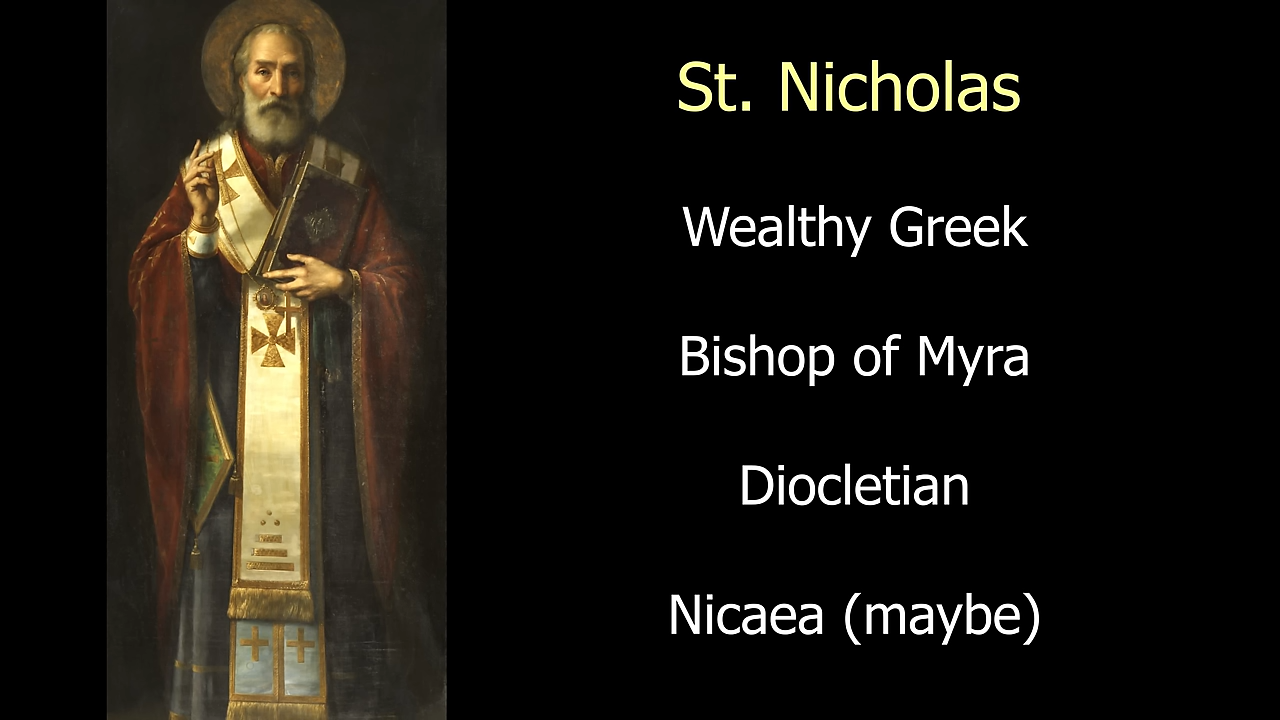 St. Nicholas
Wealthy Greek
Bishop of Myra
Diocletian
Nicaea (maybe)